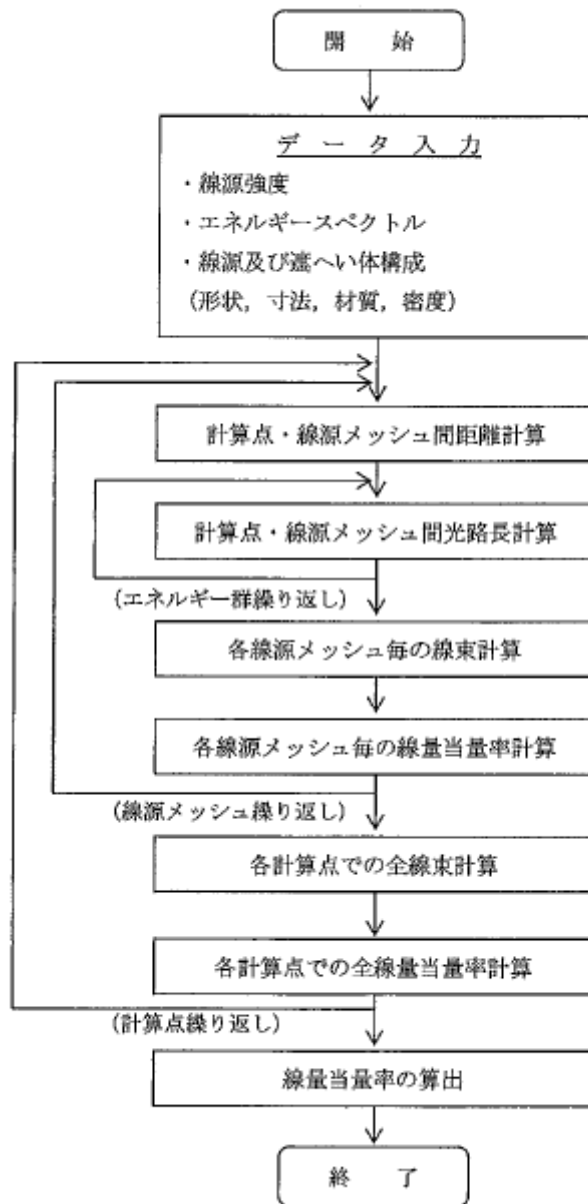 開 始
デ ー タ 入 力
・線源強度
・エネルギースペクトル
・線源及び遮へい体構成
(形状, 寸法, 材質, 密度)
計算点・線源メッシュ間距離計算
計算点・線源メッシュ間光路長計算
(エネルギー群繰り返し)
各線源メッシュ毎の線束計算
各線源メッシュ毎の線量当量率計算
(線源メッシュ繰り返し)
各計算点での全線束計算
各計算点での全線量当量率計算
(計算点繰り返し)
線量当量率の算出
終 了